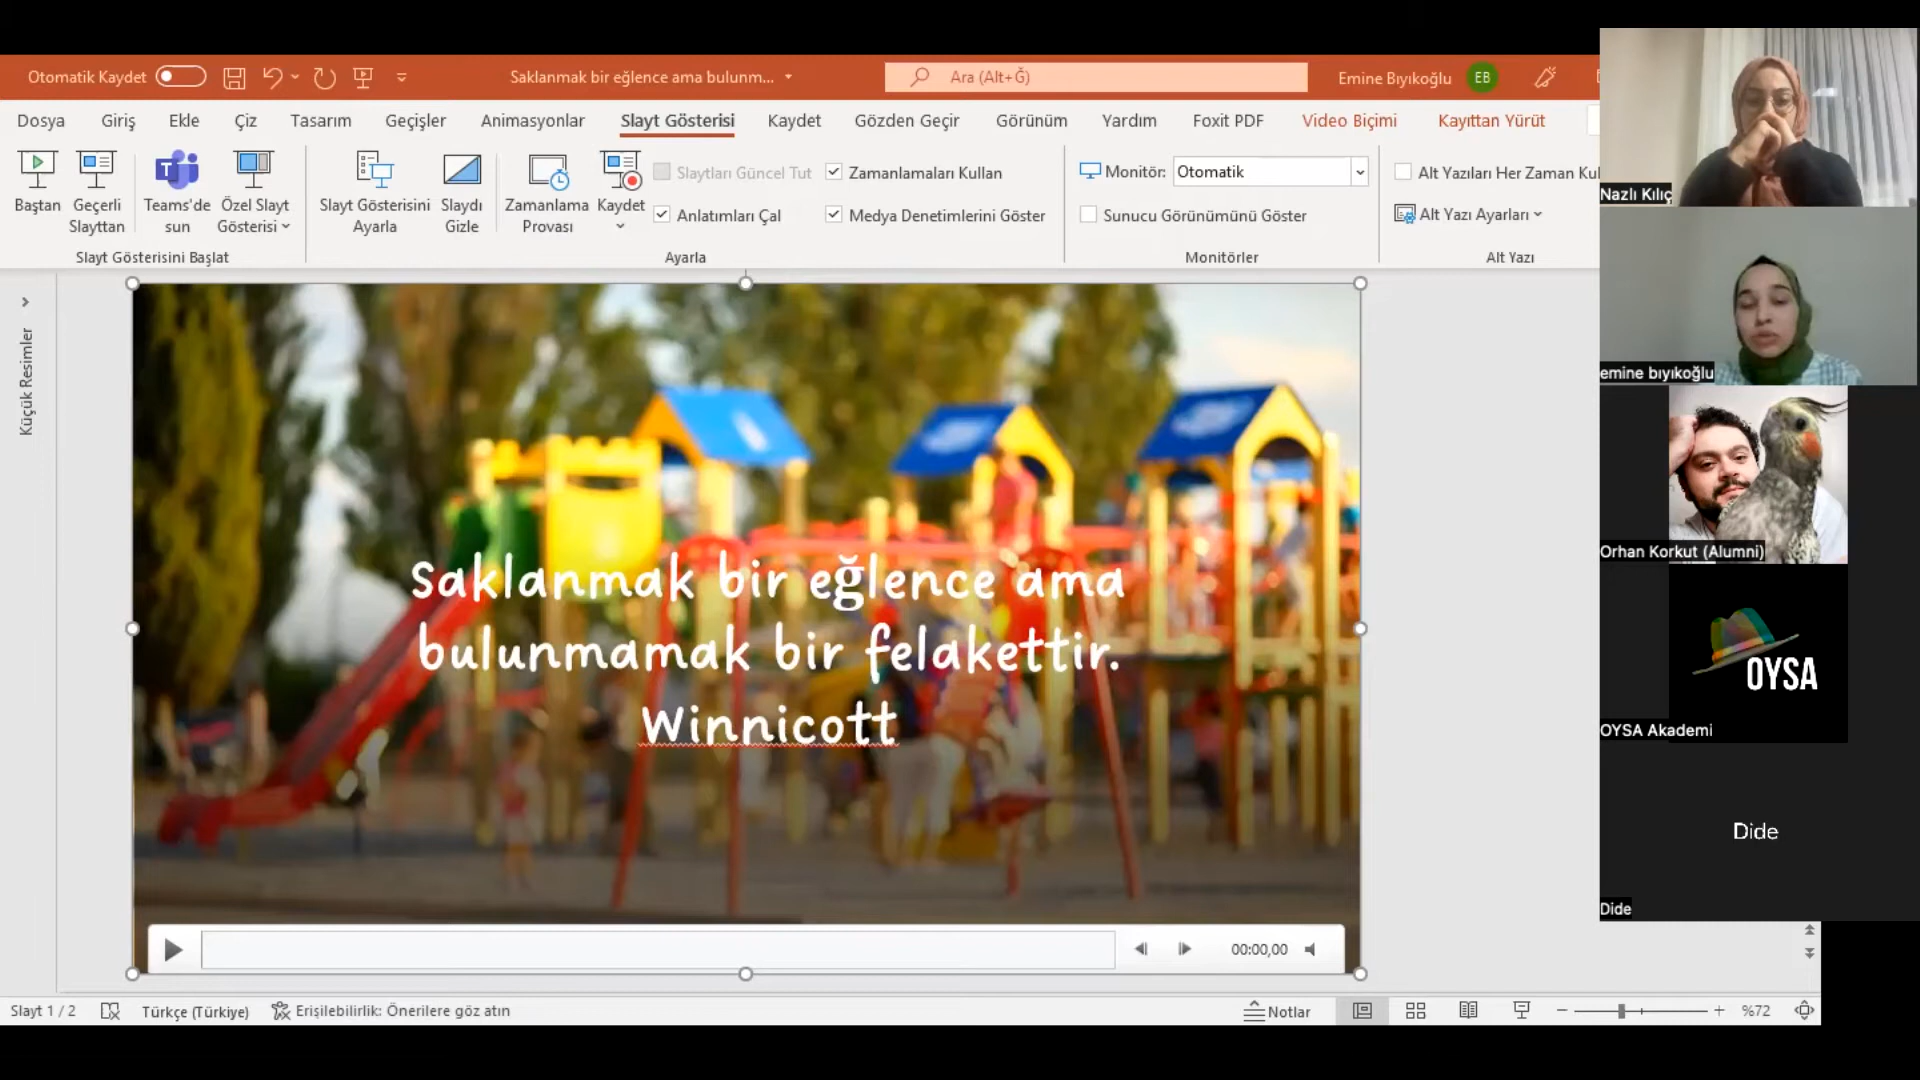 Otomatik Kaydet
Saklanmak bir eğlence ama bulunm...
Ara (Alt+Ğ)
Emine Bıyıkoğlu EB
Dosya Giriş Ekle Çiz Tasarım Geçişler Animasyonlar Slayt Gösterisi Kaydet Gözden Geçir Görünüm Yardım Foxit PDF Video Biçimi Kayıttan Yürüt
Baştan
Geçerli Slayttan
Teams'de sun
Özel Slayt Gösterisi
Slayt Gösterisini Başlat
Slayt Gösterisini Ayarla
Slaydı Gizle
Zamanlama Provası
Kaydet
Slaytları Güncel Tut
Anlatımları Çal
Zamanlamaları Kullan
Medya Denetimlerini Göster
Ayarla
Monitör: Otomatik
Sunucu Görünümünü Göster
Monitörler
Alt Yazıları Her Zaman
Alt Yazı Ayarları
Alt Yazı
Küçük Resimler
Saklanmak bir eğlence ama
bulunmamak bir felakettir.
Winnicott
00:00,00
Slayt 1 / 2
Türkçe (Türkiye)
Erişilebilirlik: Önerilere göz atın
Notlar
%72
Nazlı Kılıç
emine bıyıkoğlu
Orhan Korkut (Alumni)
OYSA
OYSA Akademi
Dide
Dide